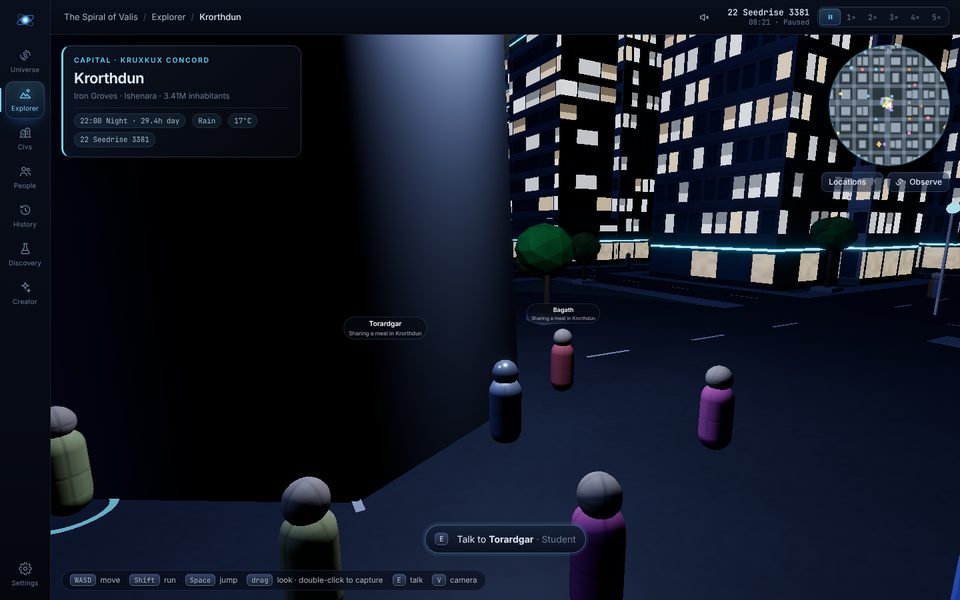 The Spiral of Valis / Explorer / Krorthdun
22 Seedrise 3381
08:21 · Paused
1× 2× 3× 4× 5×
Universe
Explorer
Civs
People
History
Discovery
Creator
Settings
CAPITAL · KRUXKUX CONCORD
Krorthdun
Iron Groves · Ishenara · 3.41M inhabitants
22:00 Night · 29.4h day
Rain
17°C
22 Seedrise 3381
N
Locations
Observe
Bagath
Sharing a meal in Krorthdun
Torardgar
Sharing a meal in Krorthdun
E Talk to Torardgar · Student
WASD move Shift run Space jump drag look · double-click to capture E talk V camera